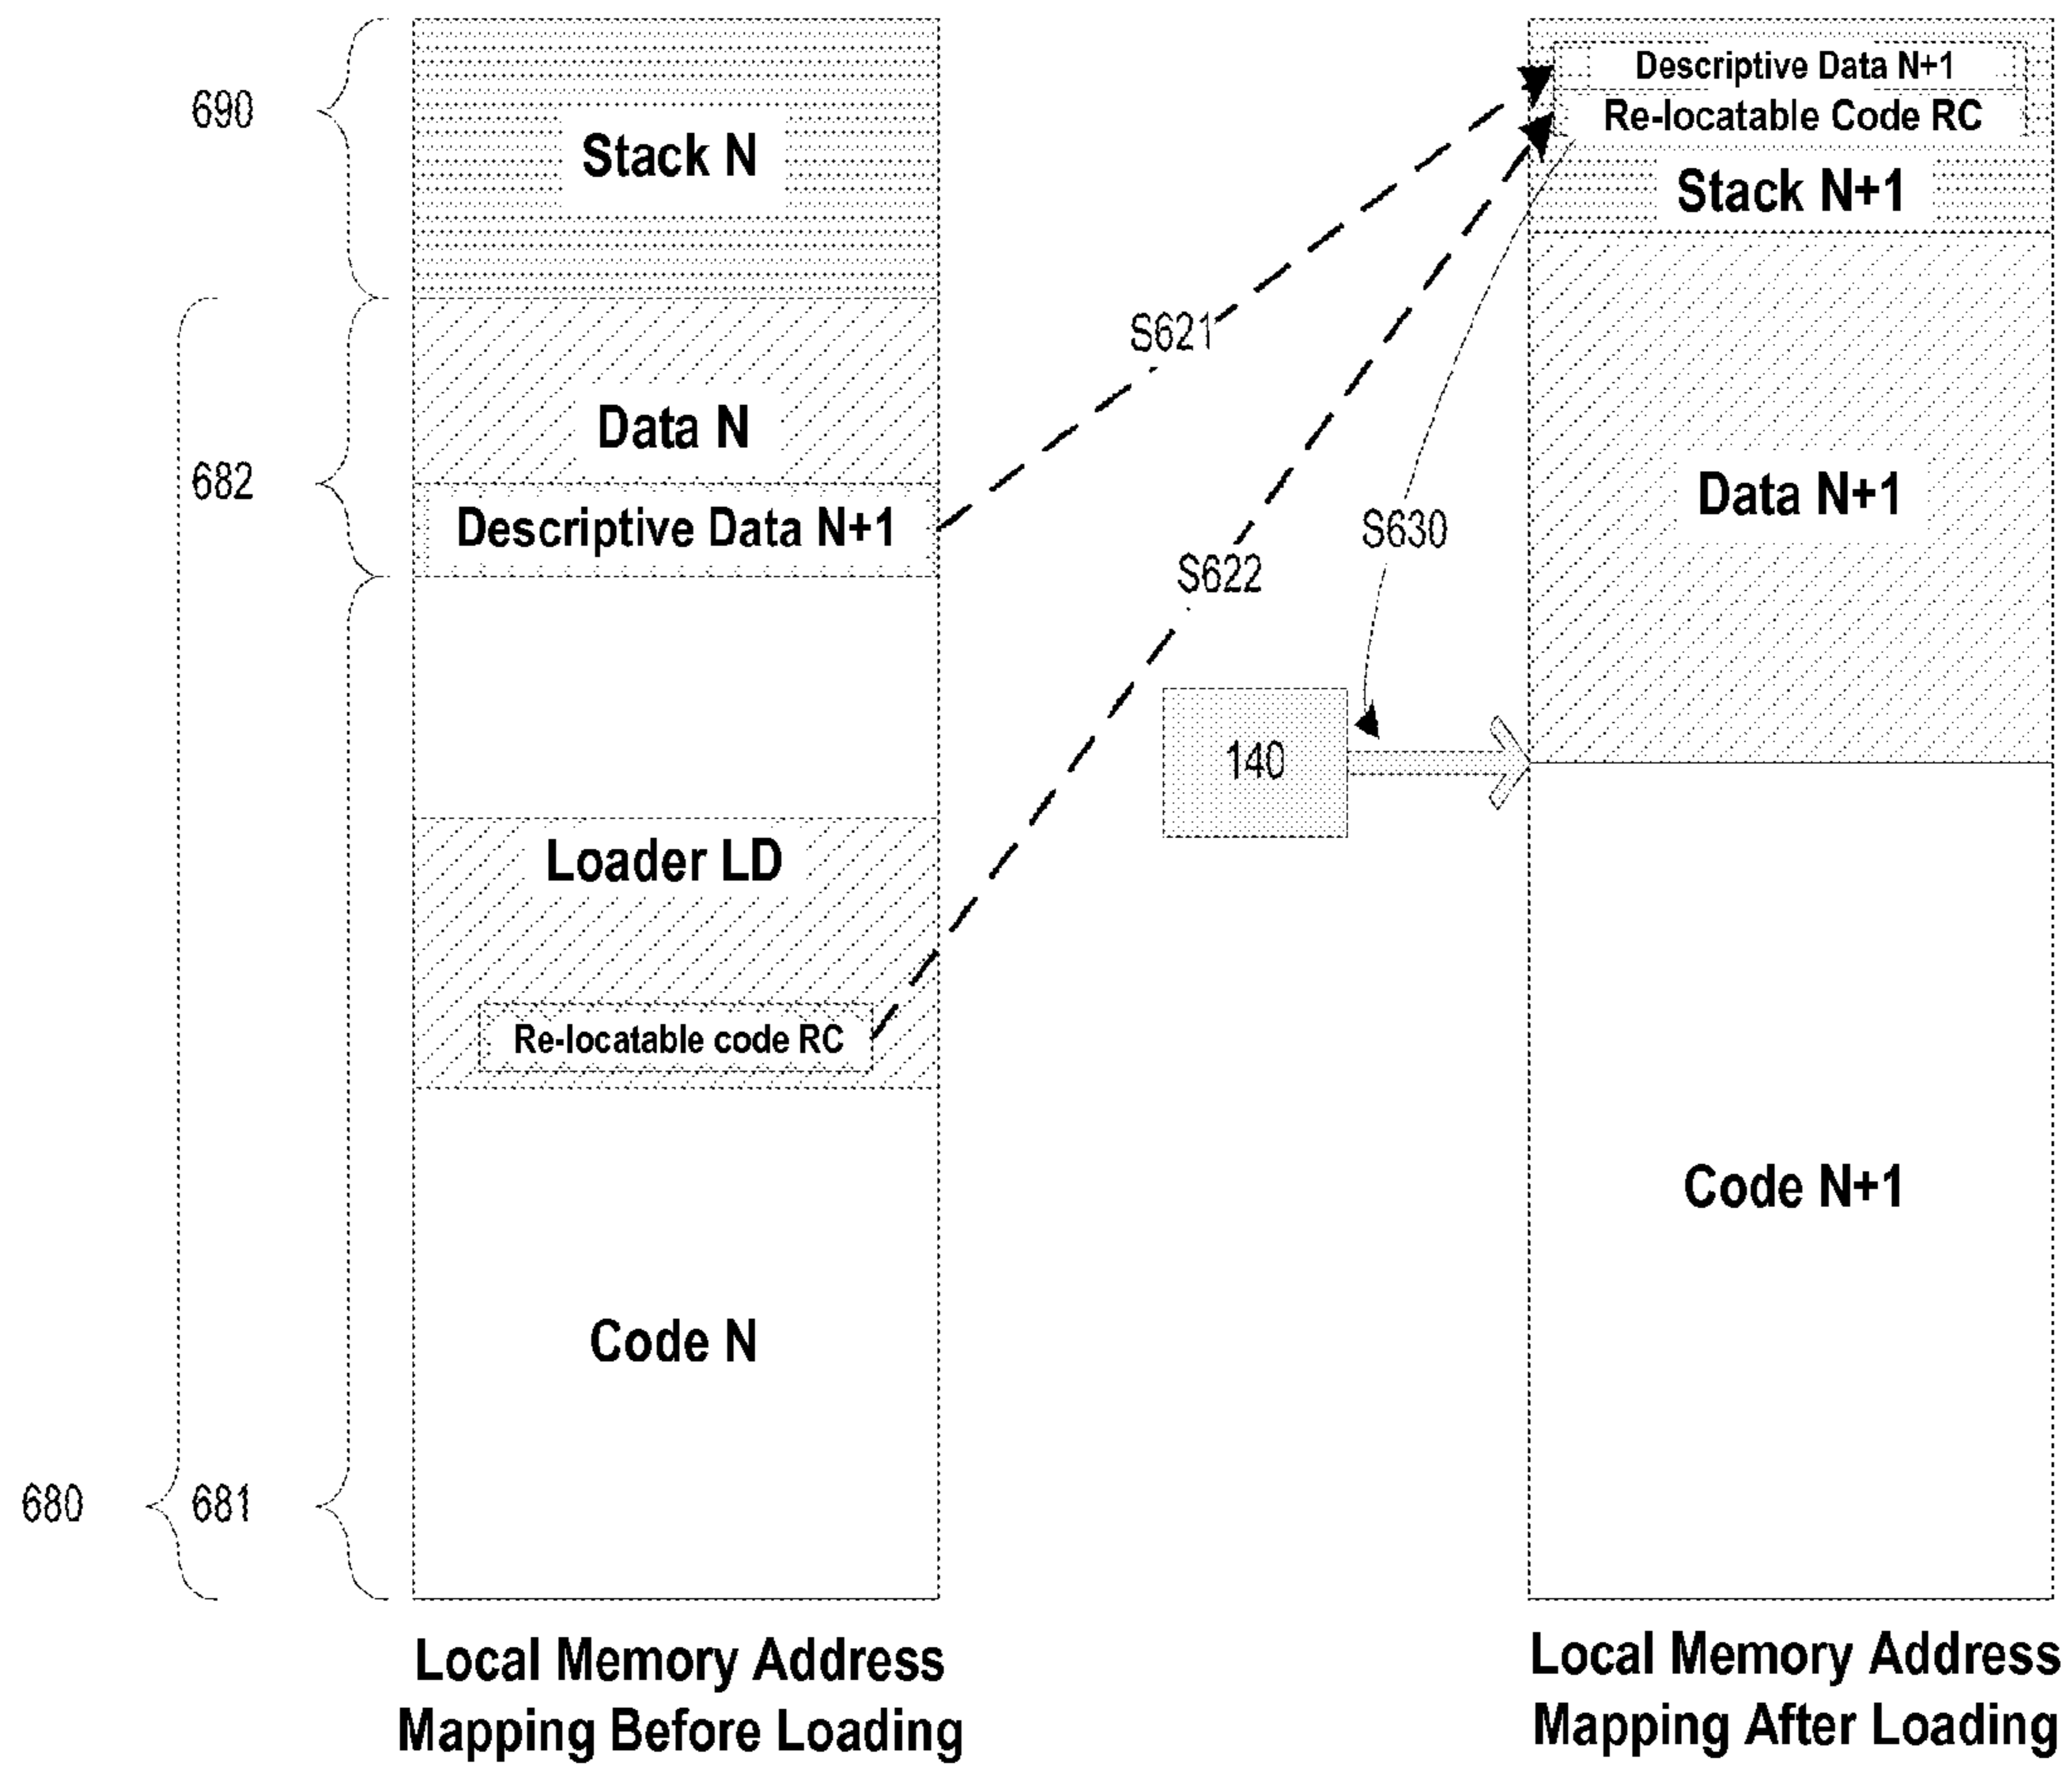 690
Stack N
682
Data N
Descriptive Data N+1
Loader LD
Re-locatable code RC
Code N
680
681
Local Memory Address
Mapping Before Loading
S621
S622
S630
140
Descriptive Data N+1
Re-locatable Code RC
Stack N+1
Data N+1
Code N+1
Local Memory Address
Mapping After Loading